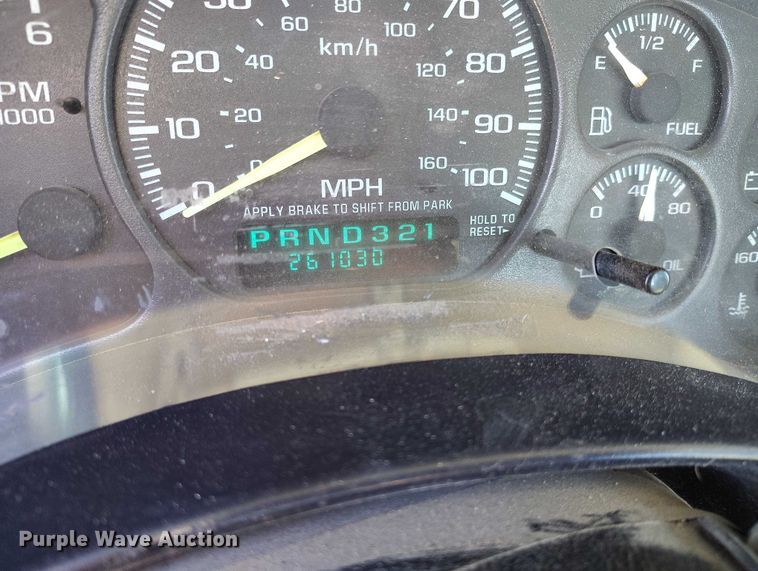 6
PM
1000
30
60
80
100
70
km/h
20
40
120
80
10
20
140
90
0
0
160
100
MPH
APPLY BRAKE TO SHIFT FROM PARK
PRND321
261030
HOLD TO
RESET
1/2
E
F
FUEL
0
40
80
OIL
160
Purple Wave Auction